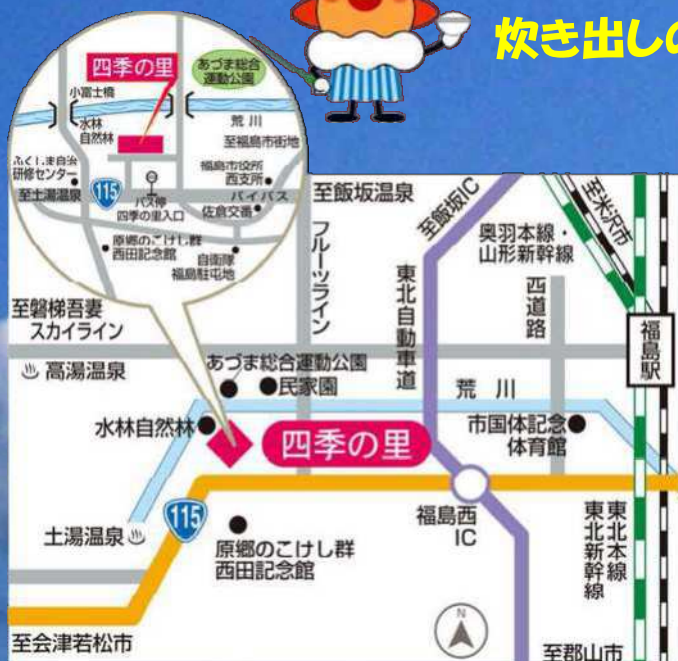 炊き出しの
四季の里
あづま総合
運動公園
小富士橋
水林
自然林
荒川
至福島市街地
ふくしま自治
研修センター
至土湯温泉
115
バス停
四季の里入口
福島市役所
西支所
バイパス
佐倉交番
原郷のこけし群
西田記念館
自衛隊
福島駐屯地
至飯坂温泉
フルーツライン
至飯坂IC
東北自動車道
奥羽本線・
山形新幹線
至米沢市
西道路
福島駅
至磐梯吾妻
スカイライン
高湯温泉
あづま総合運動公園
民家園
荒川
水林自然林
四季の里
市国体記念
体育館
115
福島西
IC
土湯温泉
原郷のこけし群
西田記念館
東北本線
東北新幹線
N
至会津若松市
至郡山市